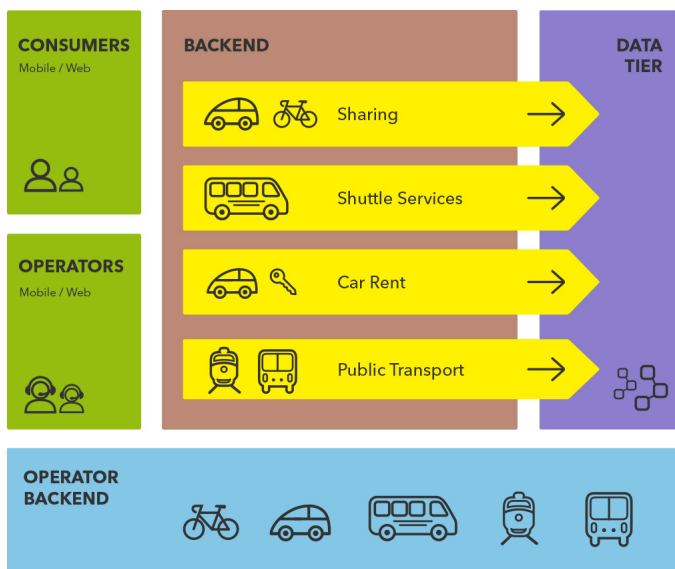 CONSUMERS
Mobile / Web
BACKEND
DATA
TIER
Sharing
Shuttle Services
OPERATORS
Mobile / Web
Car Rent
Public Transport
OPERATOR
BACKEND